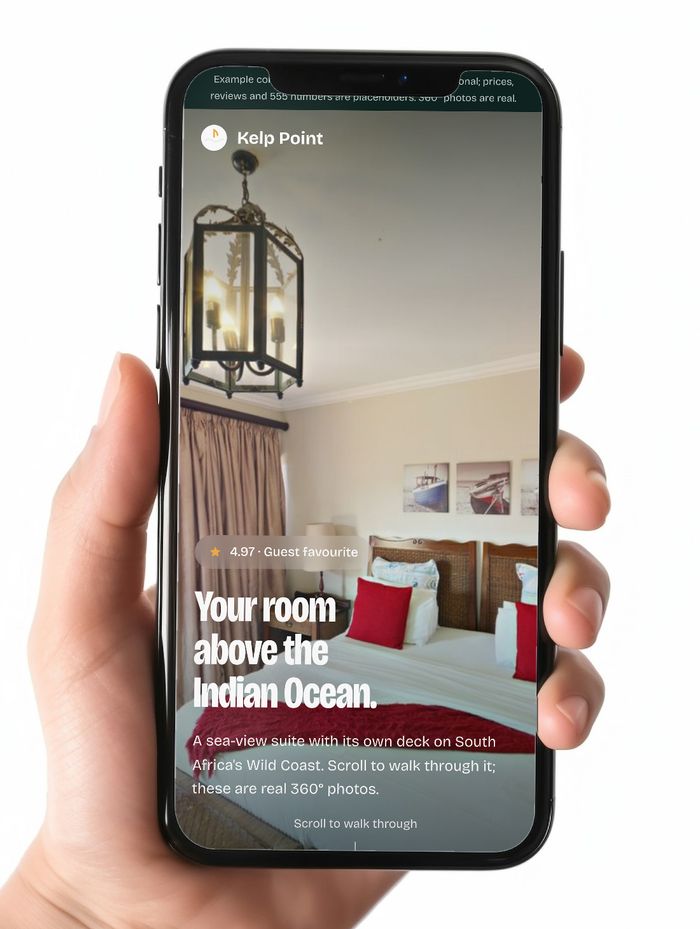 Example
prices,
reviews and 555 numbers are placeholders. 360° photos are real.
Kelp Point
4.97 · Guest favourite
Your room
above the
Indian Ocean.
A sea-view suite with its own deck on South
Africa's Wild Coast. Scroll to walk through it;
these are real 360° photos.
Scroll to walk through